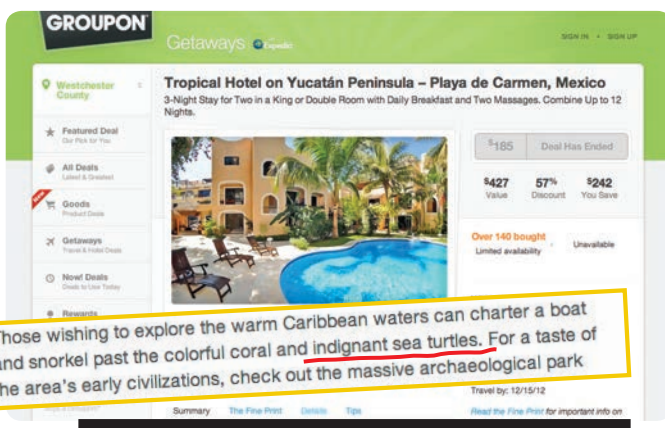 GROUPON
Getaways Expedia
SIGN IN • SIGN UP
Westchester
County
Featured Deal
Our Pick for You
All Deals
Latest & Greatest
Goods
Product Deals
Getaways
Travel & Hotel Deals
Now! Deals
Deals to Use Today
Rewards
Tropical Hotel on Yucatán Peninsula – Playa de Carmen, Mexico
3-Night Stay for Two in a King or Double Room with Daily Breakfast and Two Massages. Combine Up to 12
Nights.
$185 Deal Has Ended
$427 57% $242
Value Discount You Save
Over 140 bought
Limited availability
Unavailable
Those wishing to explore the warm Caribbean waters can charter a boat
and snorkel past the colorful coral and indignant sea turtles. For a taste of
the area's early civilizations, check out the massive archaeological park
Travel by: 12/15/12
Summary The Fine Print Details Tips
Read the Fine Print for important info on